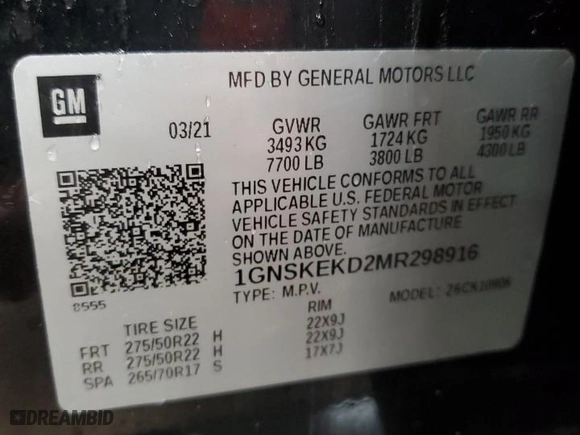 GM
MFD BY GENERAL MOTORS LLC
03/21 GVWR GAWR FRT GAWR RR
3493 KG 1724 KG 1950 KG
7700 LB 3800 LB 4300 LB
THIS VEHICLE CONFORMS TO ALL
APPLICABLE U.S. FEDERAL MOTOR
VEHICLE SAFETY STANDARDS IN EFFECT
ON THE DATE OF MANUFACTURE
SHOWN ABOVE.
1GNSKEKD2MR298916
8555 TYPE: M.P.V. MODEL:
TIRE SIZE RIM
FRT 275/50R22 H 22X9J
RR 275/50R22 H 22X9J
SPA 265/70R17 S 17X7J
DREAMBID